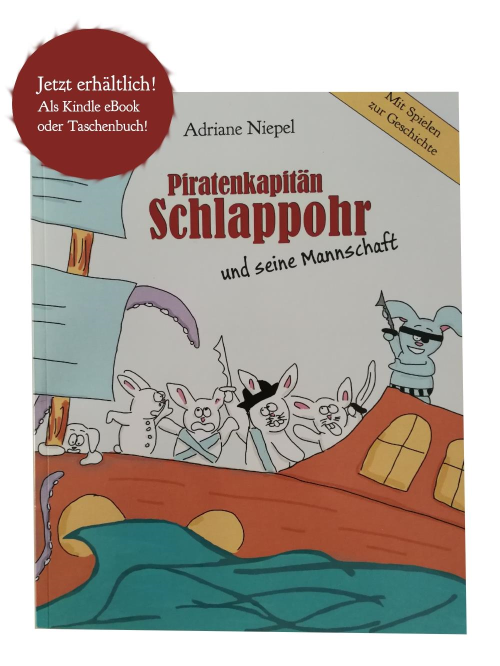 Jetzt erhältlich!
Als Kindle eBook
oder Taschenbuch!
Adriane Niepel
Mit Spielen
zur Geschichte
Piratenkapitän
Schlappohr
und seine Mannschaft